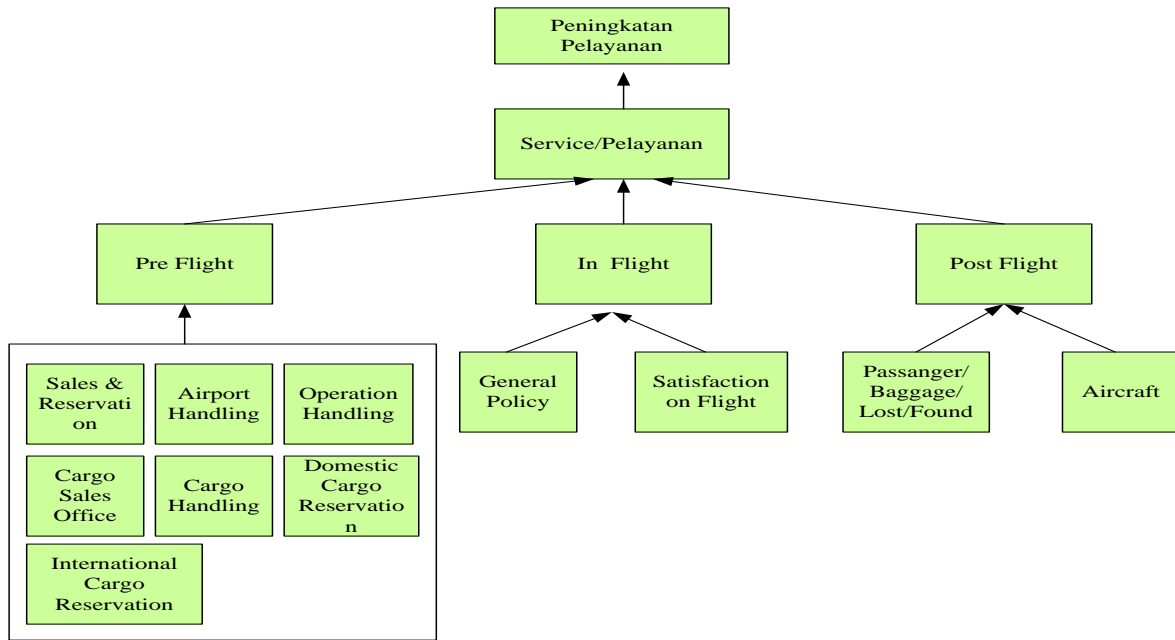 Peningkatan
Pelayanan
Service/Pelayanan
Pre Flight
In Flight
Post Flight
Sales &
Reservati
on
Airport
Handling
Operation
Handling
Cargo
Sales
Office
Cargo
Handling
Domestic
Cargo
Reservatio
n
International
Cargo
Reservation
General
Policy
Satisfaction
on Flight
Passanger/
Baggage/
Lost/Found
Aircraft